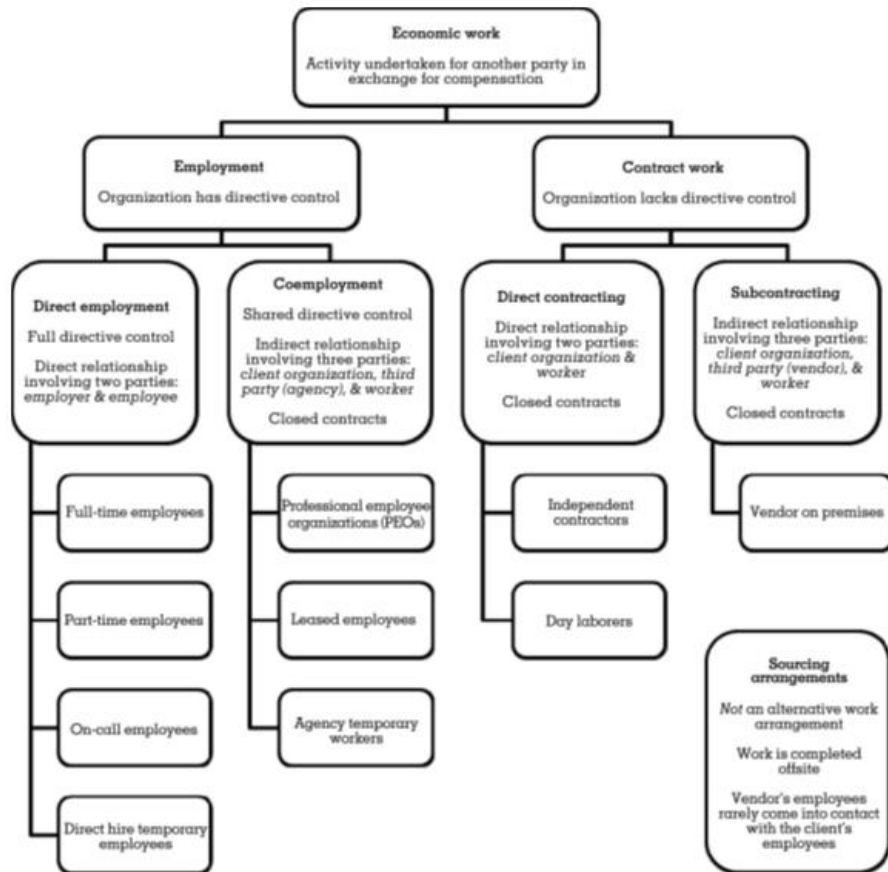 Economic work
Activity undertaken for another party in
exchange for compensation
Employment
Organization has directive control
Contract work
Organization lacks directive control
Direct employment
Full directive control
Direct relationship
involving two parties:
employer & employee
Coemployment
Shared directive control
Indirect relationship
involving three parties:
client organization, third
party (agency), & worker
Closed contracts
Direct contracting
Direct relationship
involving two parties:
client organization &
worker
Closed contracts
Subcontracting
Indirect relationship
involving three parties:
client organization,
third party (vendor), &
worker
Closed contracts
Full-time employees
Part-time employees
On-call employees
Direct hire temporary
employees
Professional employee
organizations (PEOs)
Leased employees
Agency temporary
workers
Independent
contractors
Day laborers
Vendor on premises
Sourcing
arrangements
Not an alternative work
arrangement
Work is completed
offsite
Vendor's employees
rarely come into contact
with the client's
employees